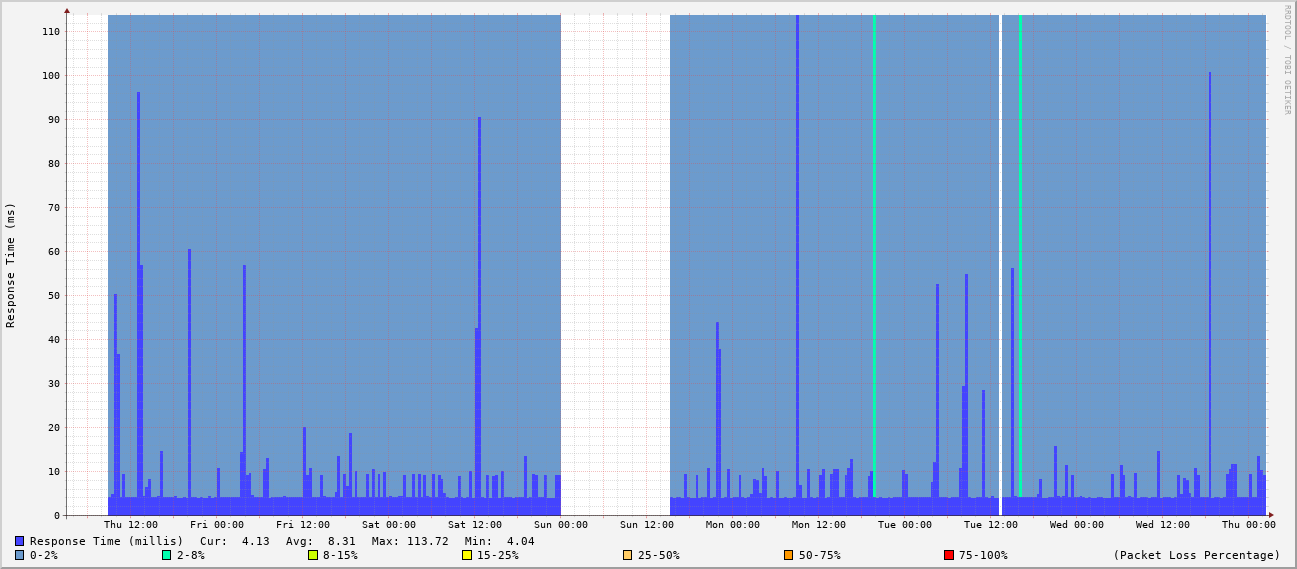 RRDTOOL / TOBI OETIKER
Response Time (ms)
110
100
90
80
70
60
50
40
30
20
10
0
Thu 12:00 Fri 00:00 Fri 12:00 Sat 00:00 Sat 12:00 Sun 00:00 Sun 12:00 Mon 00:00 Mon 12:00 Tue 00:00 Tue 12:00 Wed 00:00 Wed 12:00 Thu 00:00
Response Time (millis) Cur: 4.13 Avg: 8.31 Max: 113.72 Min: 4.04
0-2% 2-8% 8-15% 15-25% 25-50% 50-75% 75-100% (Packet Loss Percentage)